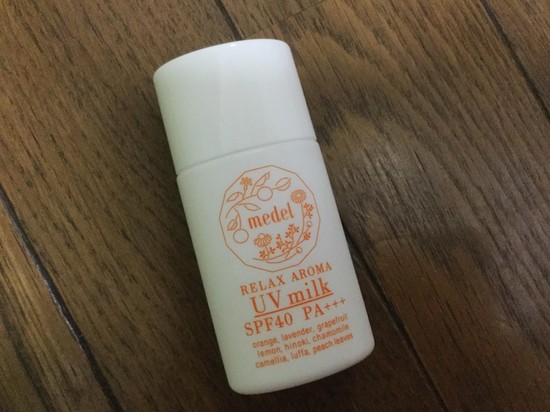 medel
RELAX AROMA
UV milk
SPF40 PA+++
orange, lavender, grapefruit
lemon, hinoki, chamomile
camellia, luffa, peach leaves